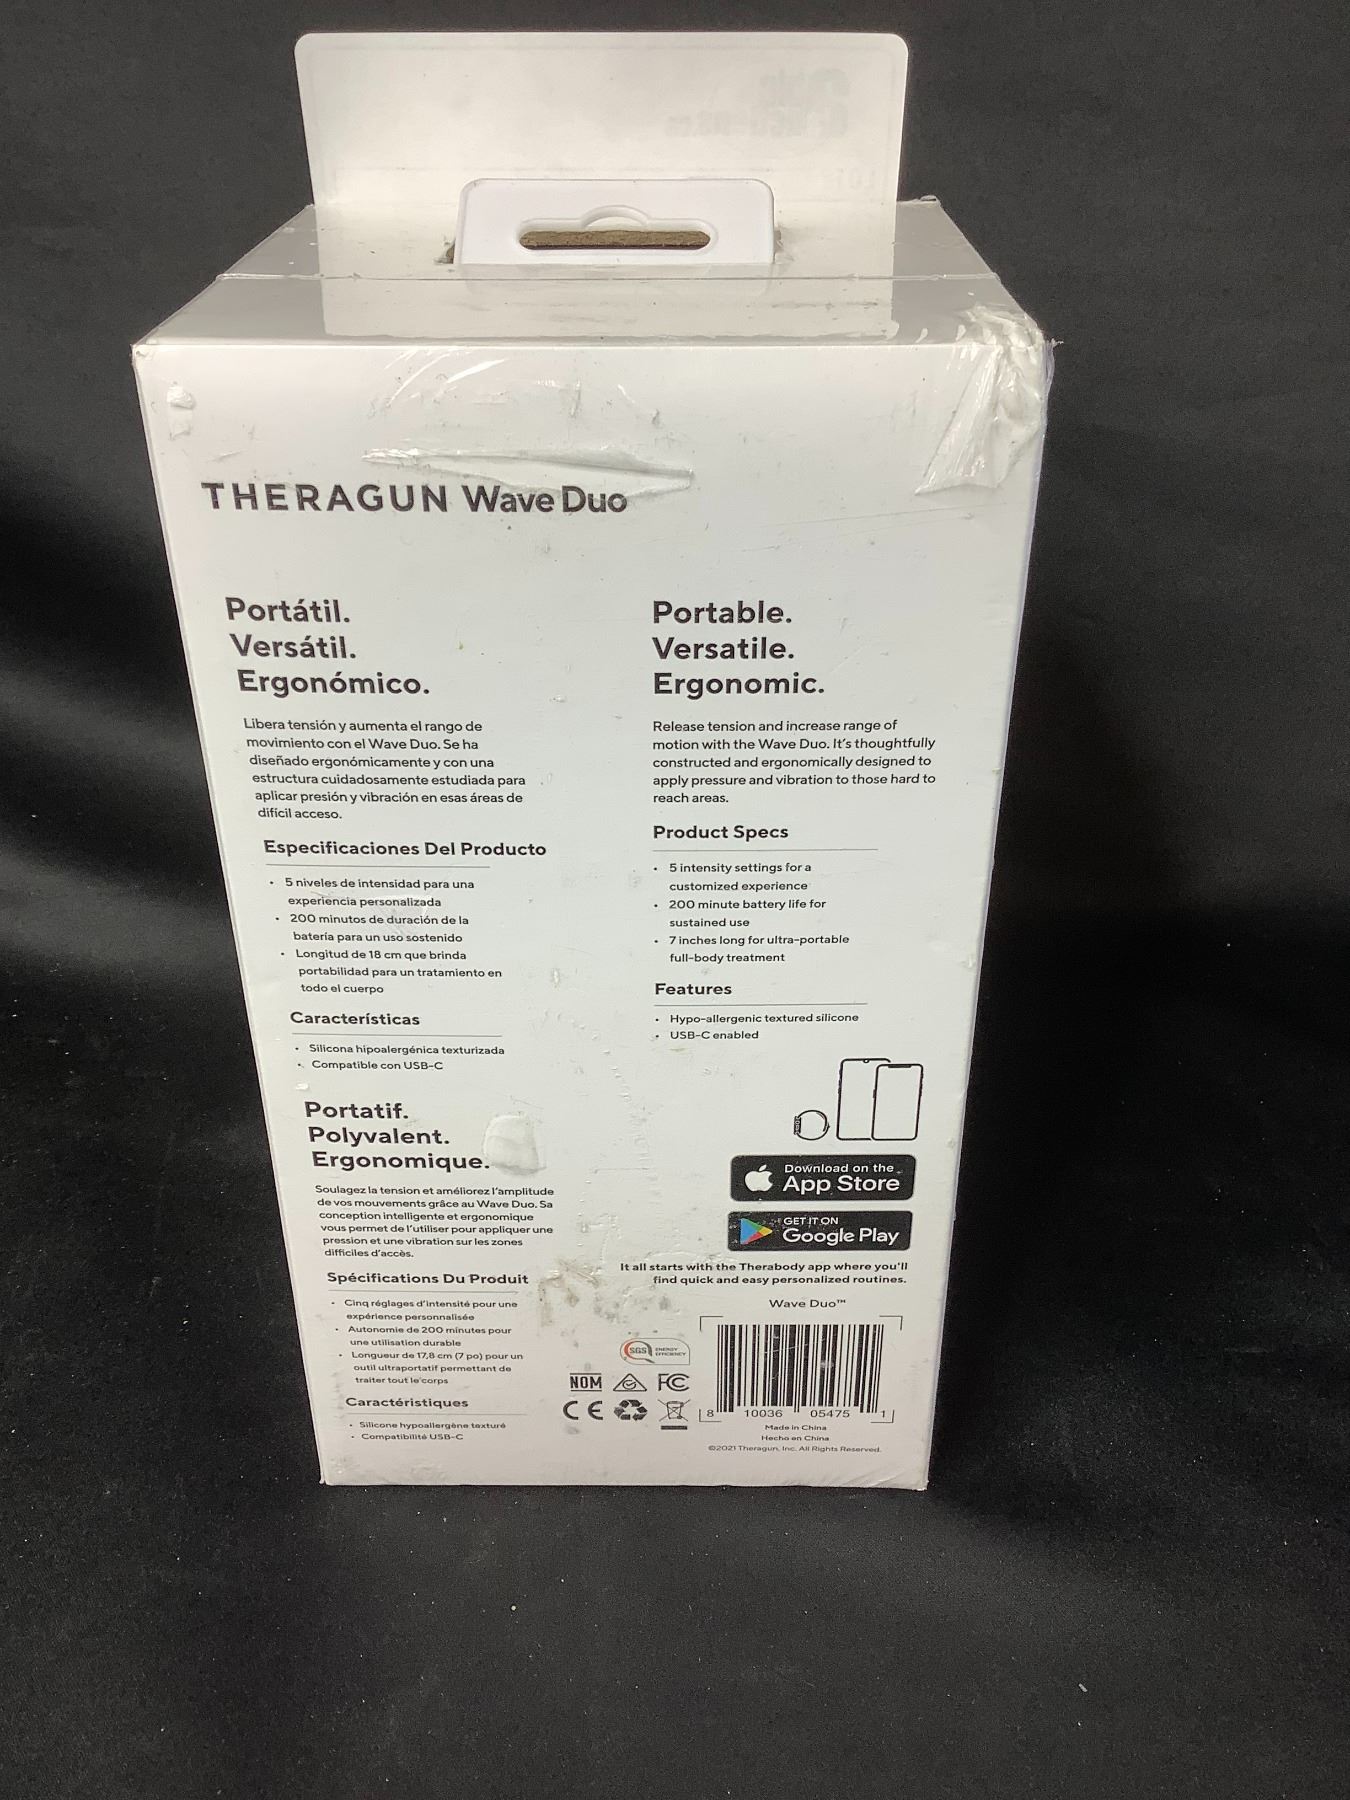 THERAGUN Wave Duo
Portátil.
Versátil.
Ergonómico.
Libera tensión y aumenta el rango de
movimiento con el Wave Duo. Se ha
diseñado ergonómicamente y con una
estructura cuidadosamente estudiada para
aplicar presión y vibración en esas áreas de
difícil acceso.
Especificaciones Del Producto
• 5 niveles de intensidad para una
experiencia personalizada
• 200 minutos de duración de la
batería para un uso sostenido
• Longitud de 18 cm que brinda
portabilidad para un tratamiento en
todo el cuerpo
Características
• Silicona hipoalergénica texturizada
• Compatible con USB-C
Portatif.
Polyvalent.
Ergonomique.
Soulagez la tension et améliorez l'amplitude
de vos mouvements grâce au Wave Duo. Sa
conception intelligente et ergonomique
vous permet de l'utiliser pour appliquer une
pression et une vibration sur les zones
difficiles d'accès.
Spécifications Du Produit
• Cinq réglages d'intensité pour une
expérience personnalisée
• Autonomie de 200 minutes pour
une utilisation durable
• Longueur de 17,8 cm (7 po) pour un
outil ultraportatif permettant de
traiter tout le corps
Caractéristiques
• Silicone hypoallergène texturé
• Compatibilité USB-C
Portable.
Versatile.
Ergonomic.
Release tension and increase range of
motion with the Wave Duo. It's thoughtfully
constructed and ergonomically designed to
apply pressure and vibration to those hard to
reach areas.
Product Specs
• 5 intensity settings for a
customized experience
• 200 minute battery life for
sustained use
• 7 inches long for ultra-portable
full-body treatment
Features
• Hypo-allergenic textured silicone
• USB-C enabled
Download on the
App Store
GET IT ON
Google Play
It all starts with the Therabody app where you'll
find quick and easy personalized routines.
Wave Duo™
SGS ENERGY
EFFICIENCY
NOM FC
CE
8 10036 05475 1
Made in China
Hecho en China
©2021 Theragun, Inc. All Rights Reserved.